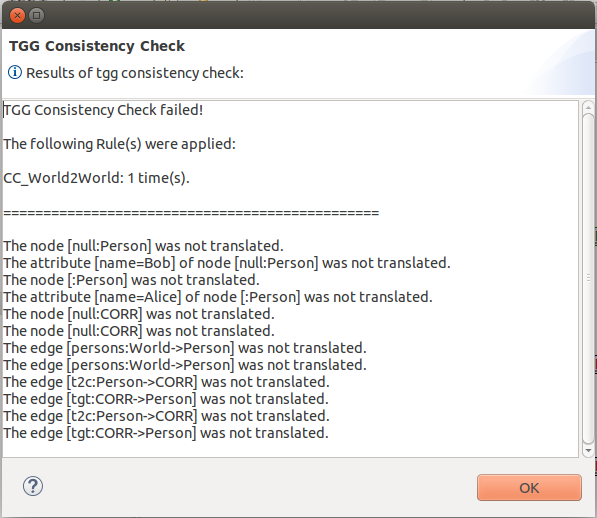 TGG Consistency Check
Results of tgg consistency check:
TGG Consistency Check failed!
The following Rule(s) were applied:
CC_World2World: 1 time(s).
===============================================
The node [null:Person] was not translated.
The attribute [name=Bob] of node [null:Person] was not translated.
The node [:Person] was not translated.
The attribute [name=Alice] of node [:Person] was not translated.
The node [null:CORR] was not translated.
The node [null:CORR] was not translated.
The edge [persons:World->Person] was not translated.
The edge [persons:World->Person] was not translated.
The edge [t2c:Person->CORR] was not translated.
The edge [tgt:CORR->Person] was not translated.
The edge [t2c:Person->CORR] was not translated.
The edge [tgt:CORR->Person] was not translated.
OK